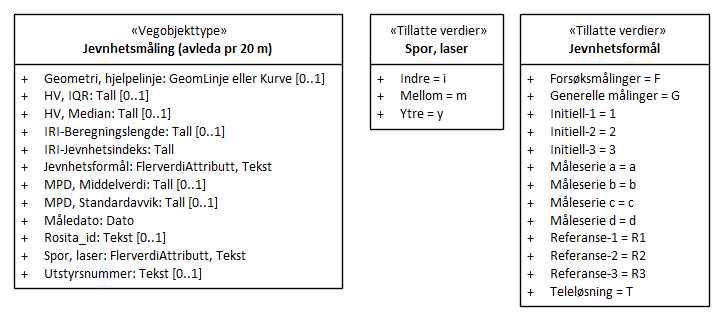 «Vegobjekttype»
Jevnhetsmåling (avleda pr 20 m)
+ Geometri, hjelpelinje: GeomLinje eller Kurve [0..1]
+ HV, IQR: Tall [0..1]
+ HV, Median: Tall [0..1]
+ IRI-Beregningslengde: Tall [0..1]
+ IRI-Jevnhetsindeks: Tall
+ Jevnhetsformål: FlerverdiAttributt, Tekst
+ MPD, Middelverdi: Tall [0..1]
+ MPD, Standardavvik: Tall [0..1]
+ Måledato: Dato
+ Rosita_id: Tekst [0..1]
+ Spor, laser: FlerverdiAttributt, Tekst
+ Utstyrsnummer: Tekst [0..1]
«Tillatte verdier»
Spor, laser
+ Indre = i
+ Mellom = m
+ Ytre = y
«Tillatte verdier»
Jevnhetsformål
+ Forsøksmålinger = F
+ Generelle målinger = G
+ Initiell-1 = 1
+ Initiell-2 = 2
+ Initiell-3 = 3
+ Måleserie a = a
+ Måleserie b = b
+ Måleserie c = c
+ Måleserie d = d
+ Referanse-1 = R1
+ Referanse-2 = R2
+ Referanse-3 = R3
+ Teleløsning = T